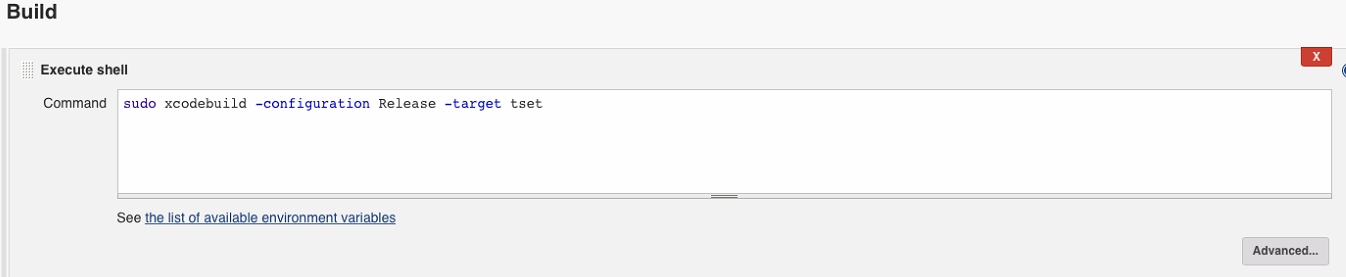 Build
Execute shell
X
Command
sudo xcodebuild -configuration Release -target tset
See the list of available environment variables
Advanced...